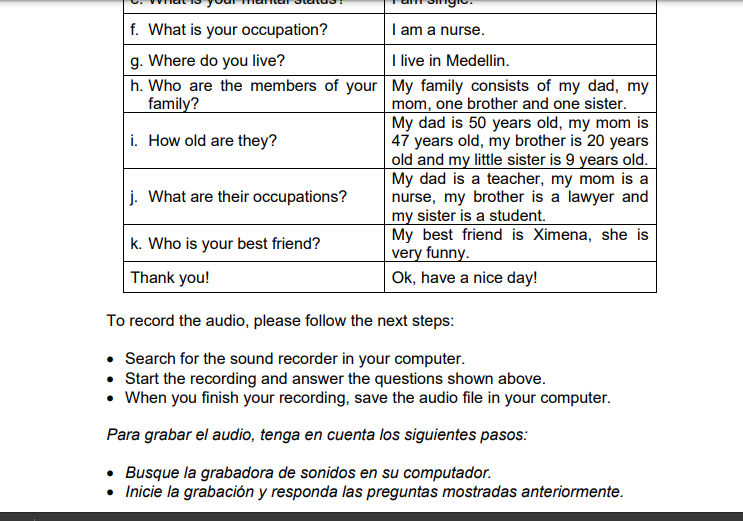 f. What is your occupation?
I am a nurse.
g. Where do you live?
I live in Medellin.
h. Who are the members of your
family?
My family consists of my dad, my
mom, one brother and one sister.
i. How old are they?
My dad is 50 years old, my mom is
47 years old, my brother is 20 years
old and my little sister is 9 years old.
j. What are their occupations?
My dad is a teacher, my mom is a
nurse, my brother is a lawyer and
my sister is a student.
k. Who is your best friend?
My best friend is Ximena, she is
very funny.
Thank you!
Ok, have a nice day!
To record the audio, please follow the next steps:
• Search for the sound recorder in your computer.
• Start the recording and answer the questions shown above.
• When you finish your recording, save the audio file in your computer.
Para grabar el audio, tenga en cuenta los siguientes pasos:
• Busque la grabadora de sonidos en su computador.
• Inicie la grabación y responda las preguntas mostradas anteriormente.